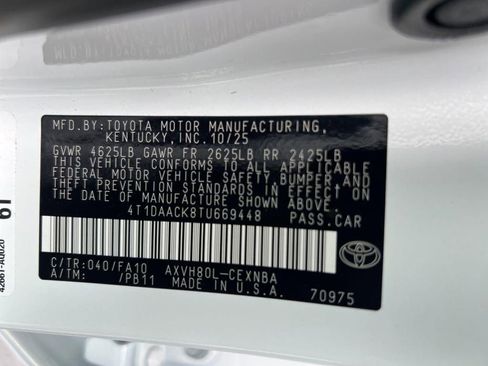 MFD.BY:TOYOTA MOTOR MANUFACTURING,
KENTUCKY,INC.10/25
GVWR 4625LB GAWR FR 2625LB RR 2425LB
THIS VEHICLE CONFORMS TO ALL APPLICABLE
FEDERAL MOTOR VEHICLE SAFETY,BUMPER,AND
THEFT PREVENTION STANDARDS IN EFFECT ON
THE DATE OF MANUFACTURE SHOWN ABOVE.
4T1DAACK8TU669448 PASS.CAR
C/TR:040/FA10 AXVH80L-CEXNBA
A/TM: /PB11 MADE IN U.S.A.
TOYOTA
70975